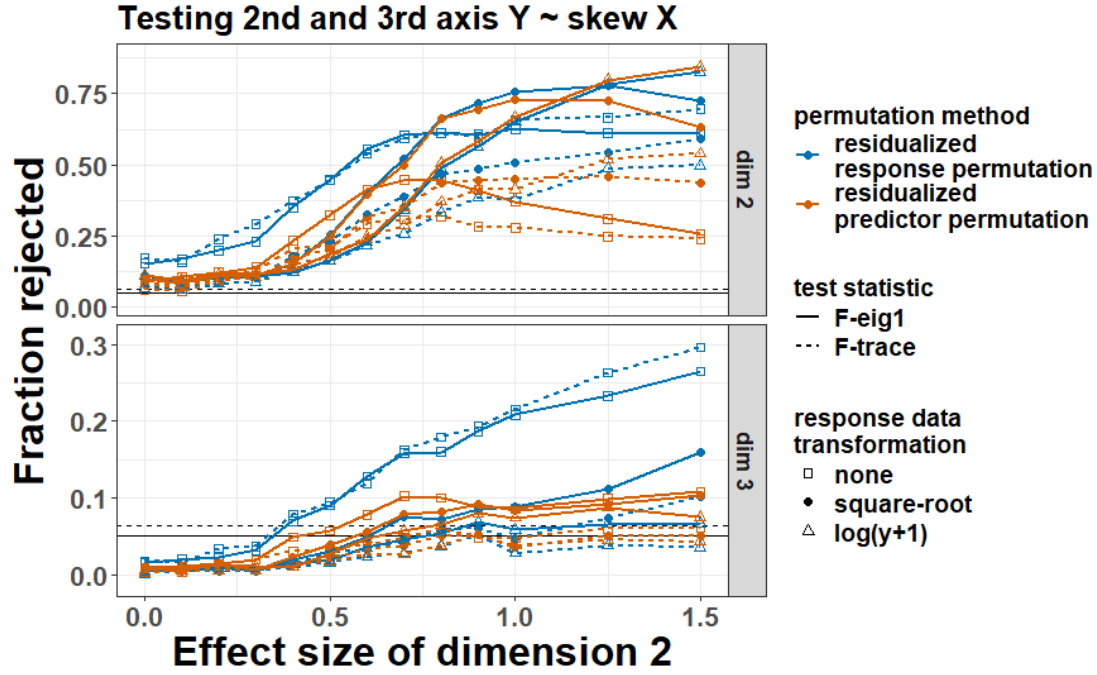 Testing 2nd and 3rd axis Y ~ skew X
Fraction rejected
0.75
0.50
0.25
0.00
dim 2
0.3
0.2
0.1
0.0
dim 3
0.0 0.5 1.0 1.5
Effect size of dimension 2
permutation method
residualized
response permutation
residualized
predictor permutation
test statistic
F-eig1
F-trace
response data
transformation
none
square-root
log(y+1)